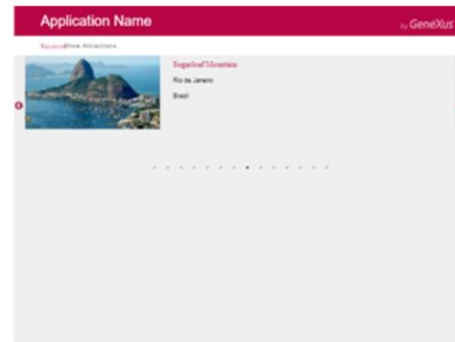 Application Name
by GeneXus
Recents Show Attractions
Sugarloaf Mountain
Rio de Janeiro
Brazil